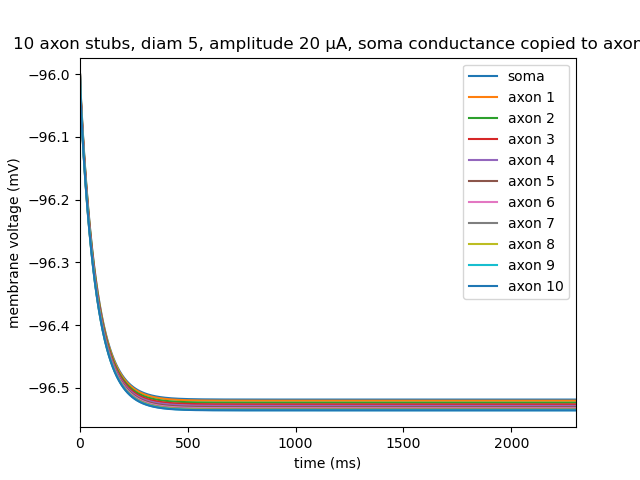 10 axon stubs, diam 5, amplitude 20 μA, soma conductance copied to axon
−96.0
−96.1
−96.2
−96.3
−96.4
−96.5
membrane voltage (mV)
soma
axon 1
axon 2
axon 3
axon 4
axon 5
axon 6
axon 7
axon 8
axon 9
axon 10
0
500
1000
1500
2000
time (ms)